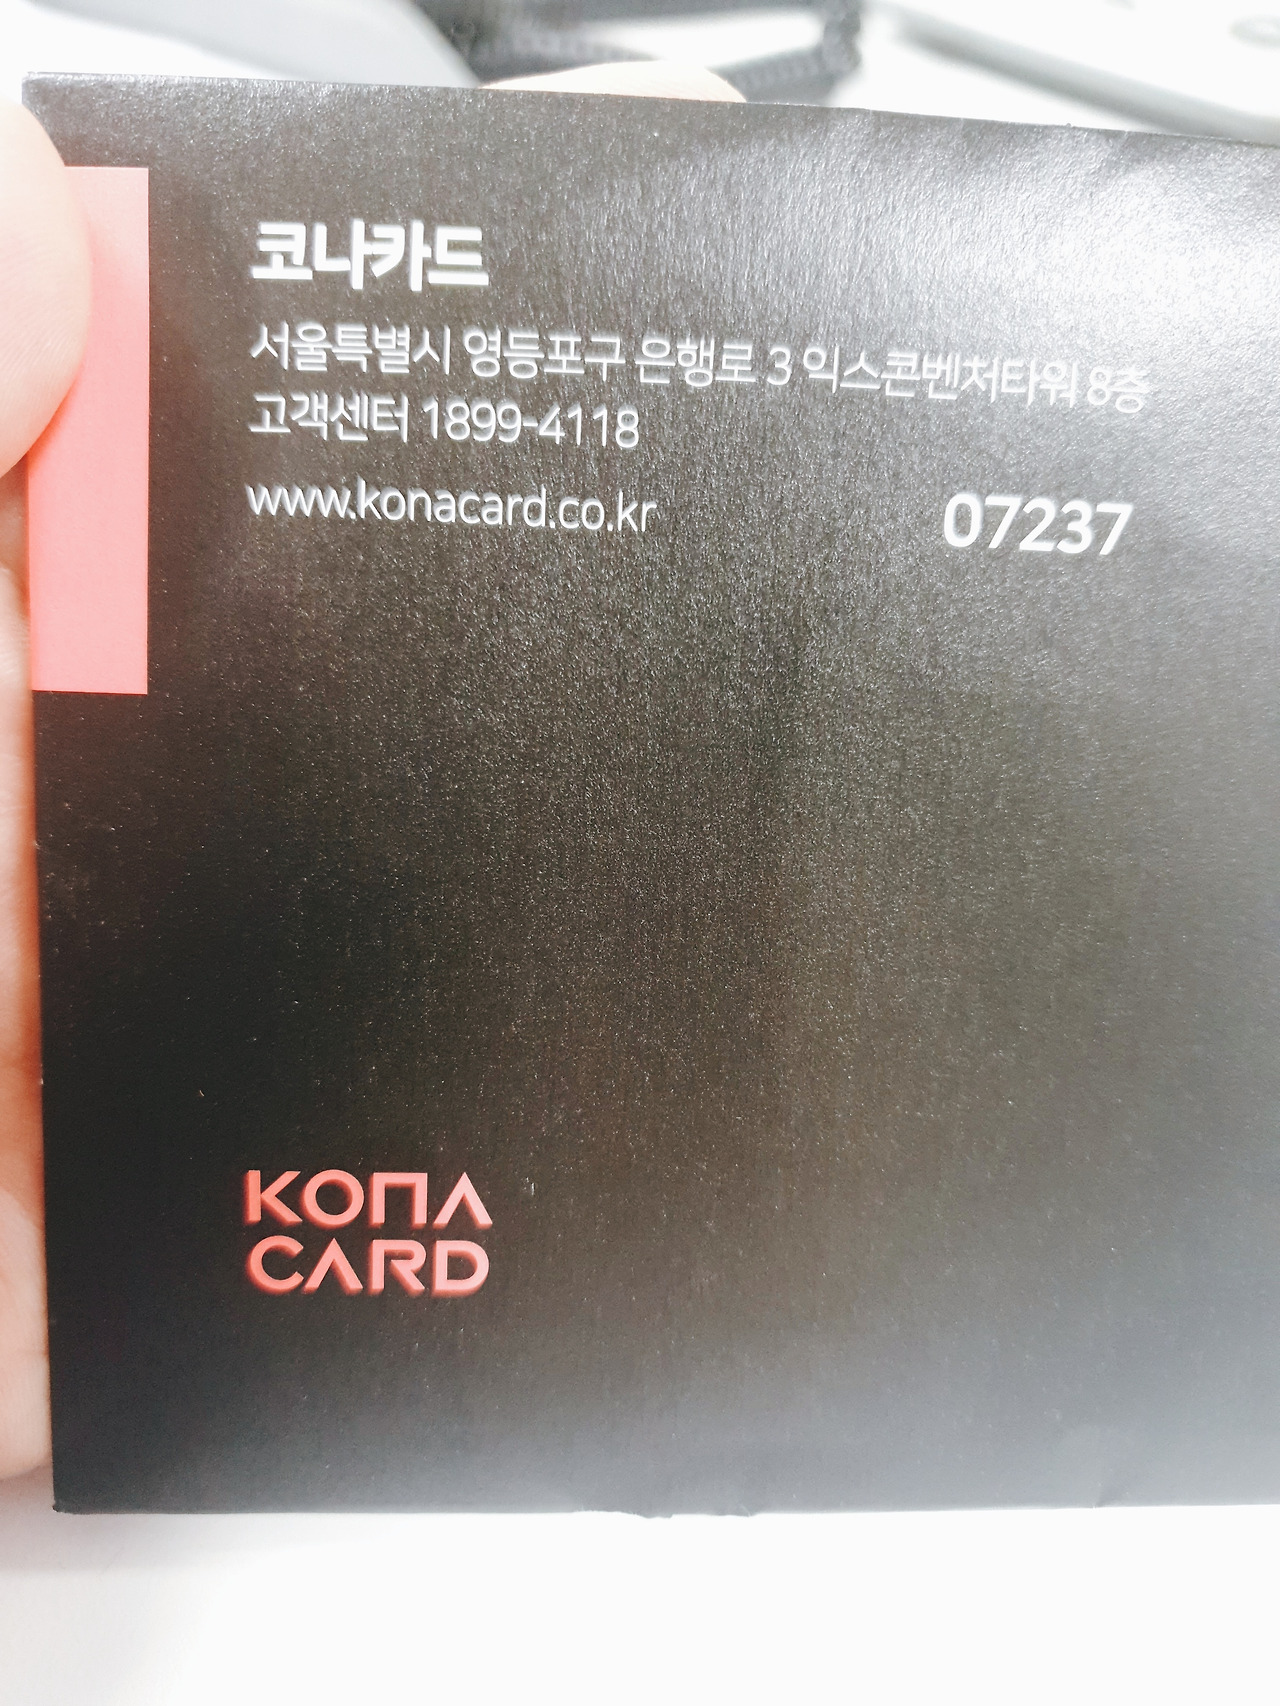 코나카드
서울특별시 영등포구 은행로 3 익스콘벤처타워 8층
고객센터 1899-4118
www.konacard.co.kr
07237
KONA
CARD